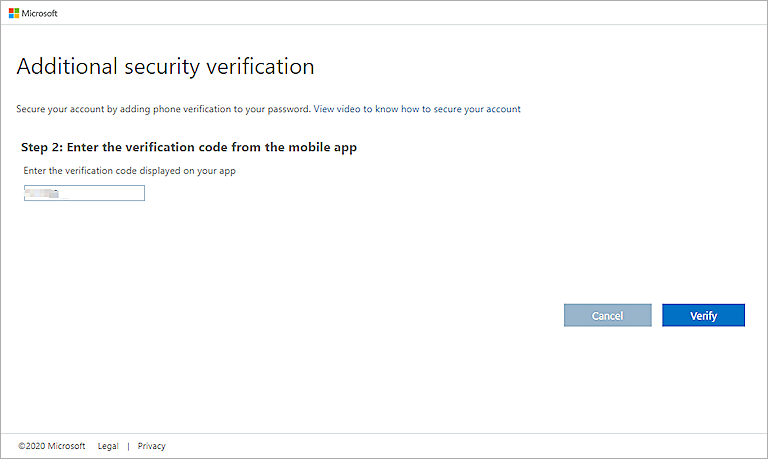 Microsoft
Additional security verification
Secure your account by adding phone verification to your password. View video to know how to secure your account
Step 2: Enter the verification code from the mobile app
Enter the verification code displayed on your app
Cancel
Verify
©2020 Microsoft Legal | Privacy